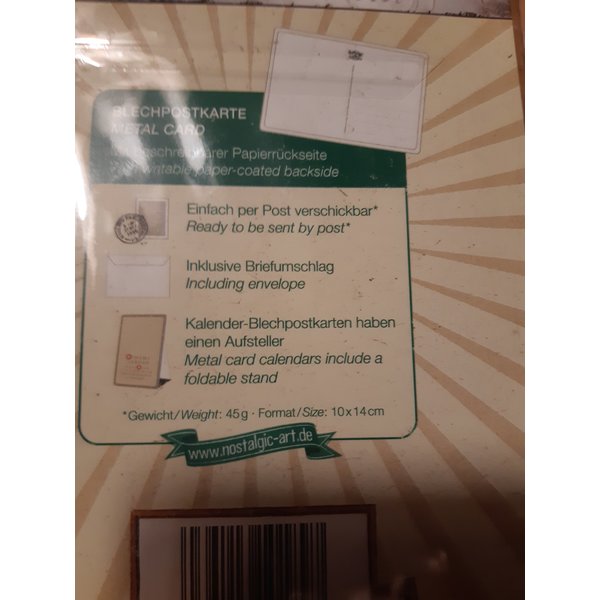 BLECHPOSTKARTE
METAL CARD
beschreibbarer Papierrückseite
writable paper-coated backside
Einfach per Post verschickbar*
Ready to be sent by post*
Inklusive Briefumschlag
Including envelope
Kalender-Blechpostkarten haben
einen Aufsteller
Metal card calendars include a
foldable stand
*Gewicht/Weight: 45g · Format/Size: 10x14cm
www.nostalgic-art.de